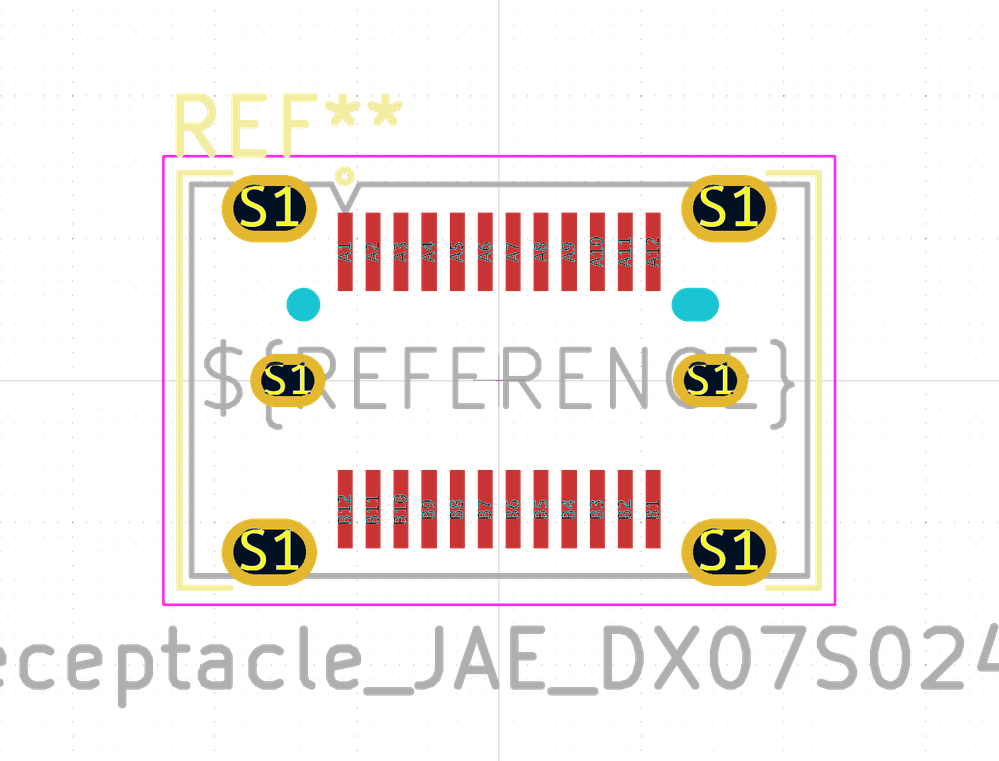 REF**
S1 S1
A1 A2 A3 A4 A5 A6 A7 A8 A9 A10 A11 A12
S1 ${REFERENCE} S1
B12 B11 B10 B9 B8 B7 B6 B5 B4 B3 B2 B1
S1 S1
eceptacle_JAE_DX07S024